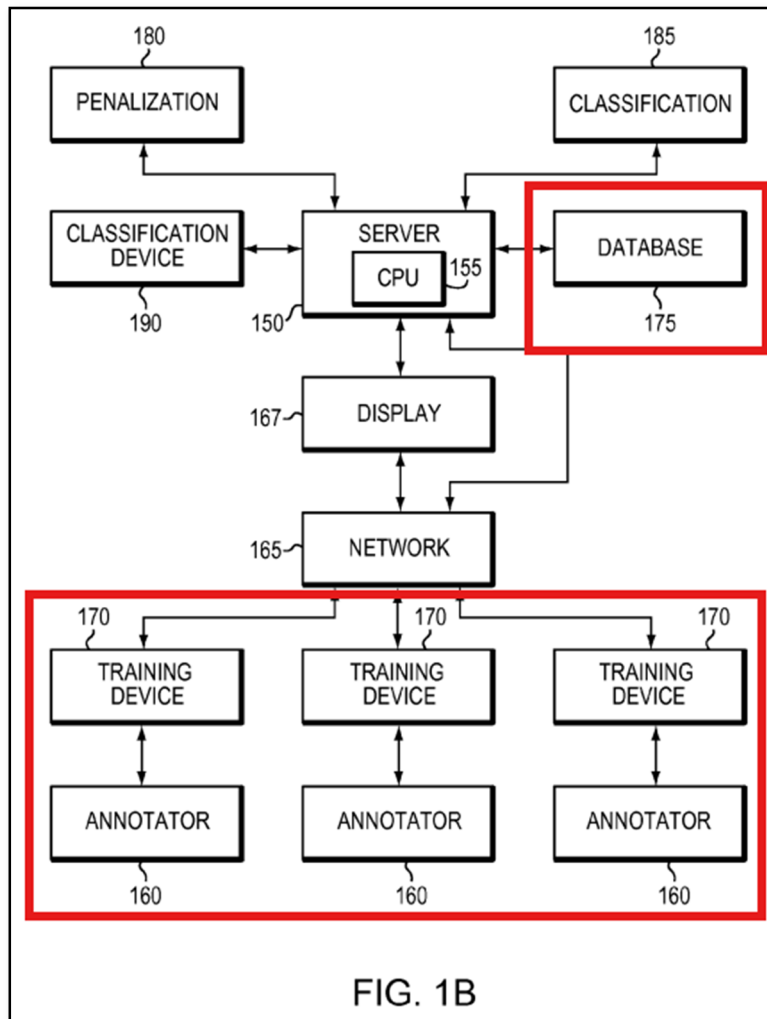 180
185
PENALIZATION
CLASSIFICATION
CLASSIFICATION
DEVICE
190
SERVER
CPU
155
150
DATABASE
175
167
DISPLAY
165
NETWORK
170
170
170
TRAINING
DEVICE
TRAINING
DEVICE
TRAINING
DEVICE
ANNOTATOR
ANNOTATOR
ANNOTATOR
160
160
160
FIG. 1B